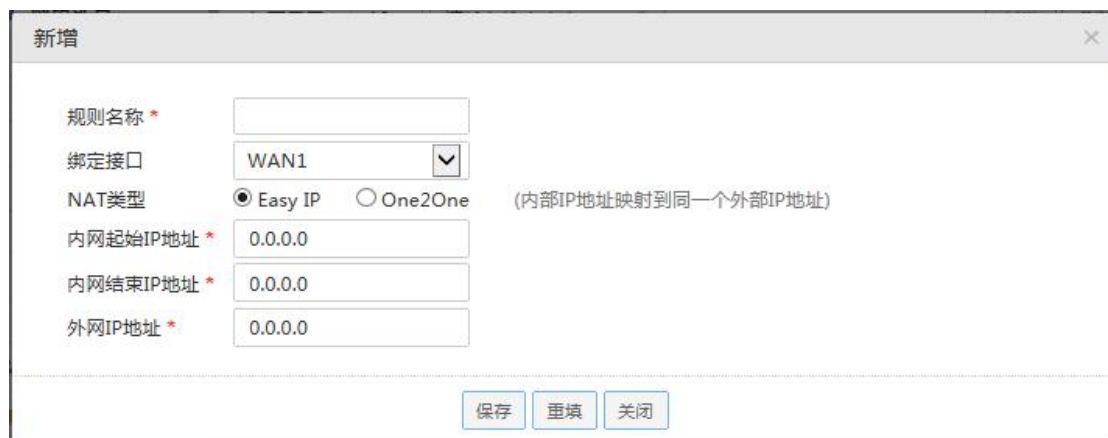 新增
规则名称 *
绑定接口 WAN1
NAT类型 Easy IP One2One (内部IP地址映射到同一个外部IP地址)
内网起始IP地址 * 0.0.0.0
内网结束IP地址 * 0.0.0.0
外网IP地址 * 0.0.0.0
保存 重填 关闭